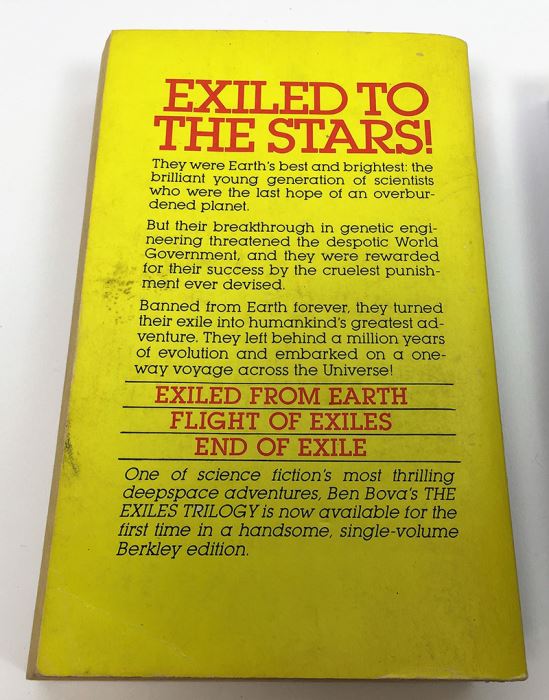 EXILED TO
THE STARS!
They were Earth's best and brightest: the
brilliant young generation of scientists
who were the last hope of an overbur-
dened planet.
But their breakthrough in genetic engi-
neering threatened the despotic World
Government, and they were rewarded
for their success by the cruelest punish-
ment ever devised.
Banned from Earth forever, they turned
their exile into humankind's greatest ad-
venture. They left behind a million years
of evolution and embarked on a one-
way voyage across the Universe!
EXILED FROM EARTH
FLIGHT OF EXILES
END OF EXILE
One of science fiction's most thrilling
deepspace adventures, Ben Bova's THE
EXILES TRILOGY is now available for the
first time in a handsome, single-volume
Berkley edition.